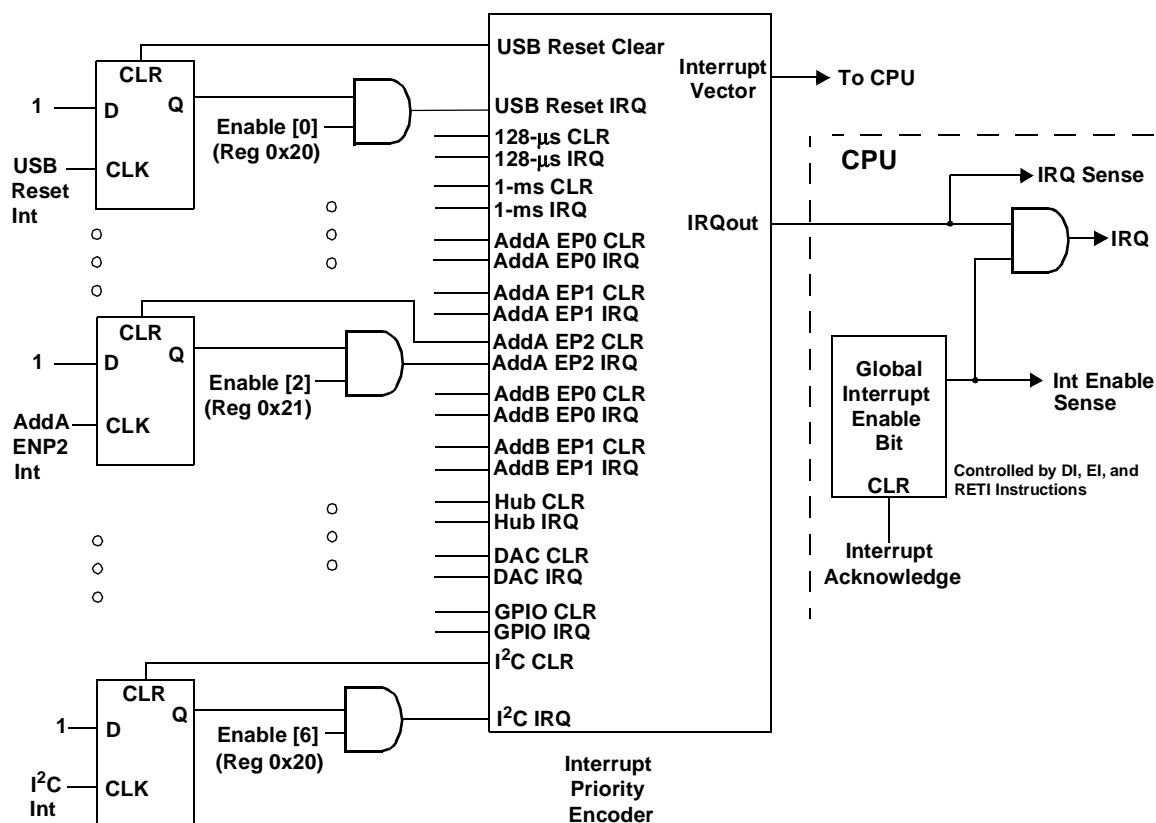 CLR
1
D
Q
USB
Reset
Int
CLK
Enable [0]
(Reg 0x20)
CLR
1
D
Q
AddA
ENP2
Int
CLK
Enable [2]
(Reg 0x21)
CLR
1
D
Q
I²C
Int
CLK
Enable [6]
(Reg 0x20)
USB Reset Clear
USB Reset IRQ
128-μs CLR
128-μs IRQ
1-ms CLR
1-ms IRQ
AddA EP0 CLR
AddA EP0 IRQ
AddA EP1 CLR
AddA EP1 IRQ
AddA EP2 CLR
AddA EP2 IRQ
AddB EP0 CLR
AddB EP0 IRQ
AddB EP1 CLR
AddB EP1 IRQ
Hub CLR
Hub IRQ
DAC CLR
DAC IRQ
GPIO CLR
GPIO IRQ
I²C CLR
I²C IRQ
Interrupt
Vector
IRQout
Interrupt
Priority
Encoder
To CPU
CPU
IRQ Sense
IRQ
Global
Interrupt
Enable
Bit
CLR
Int Enable
Sense
Controlled by DI, EI, and
RETI Instructions
Interrupt
Acknowledge